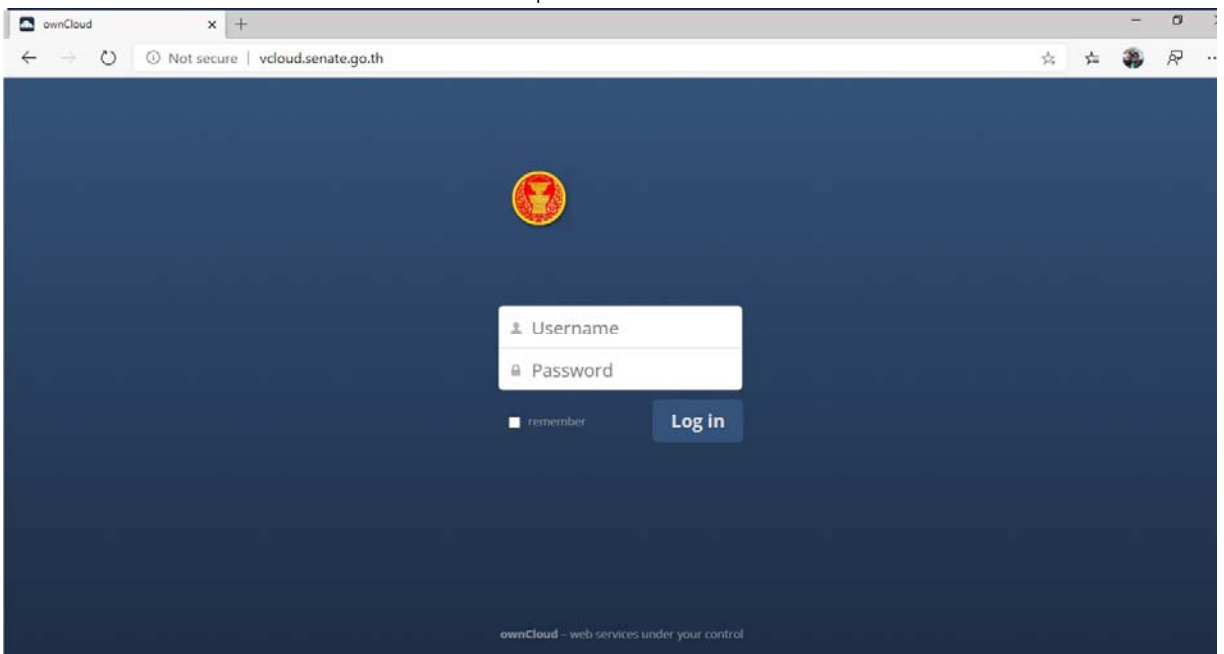 ownCloud
Not secure | vcloud.senate.go.th
Username
Password
remember
Log in
ownCloud – web services under your control